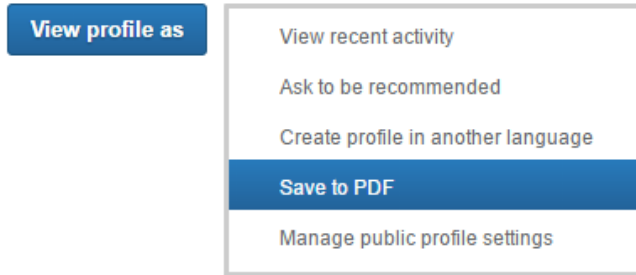 View profile as
View recent activity
Ask to be recommended
Create profile in another language
Save to PDF
Manage public profile settings